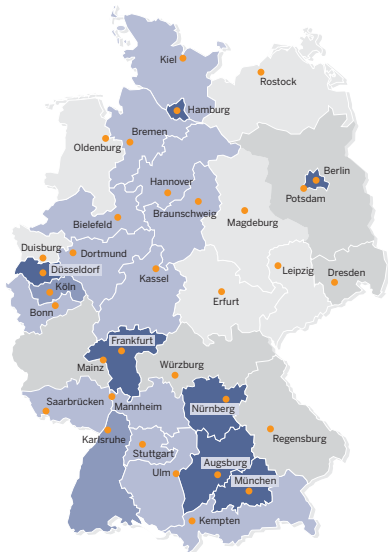 Kiel
Rostock
Hamburg
Bremen
Oldenburg
Berlin
Hannover
Potsdam
Braunschweig
Magdeburg
Bielefeld
Duisburg
Dortmund
Düsseldorf
Leipzig
Dresden
Kassel
Köln
Erfurt
Bonn
Frankfurt
Würzburg
Mainz
Saarbrücken
Mannheim
Nürnberg
Karlsruhe
Regensburg
Stuttgart
Augsburg
Ulm
München
Kempten